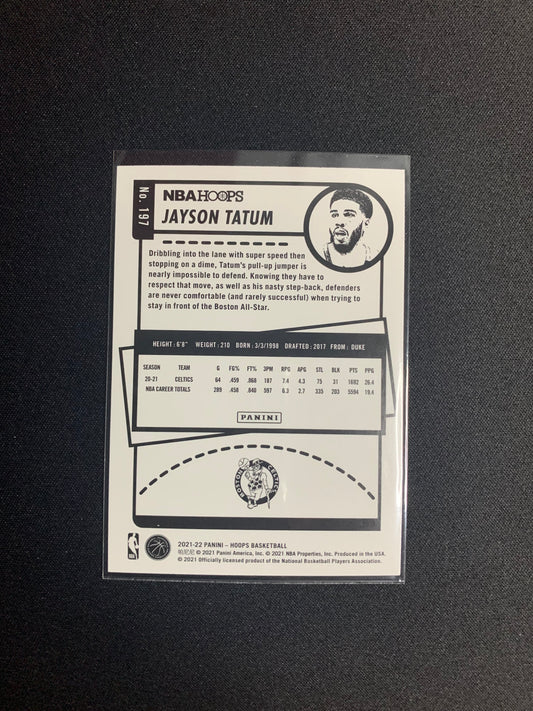 No. 197
NBA HOOPS
JAYSON TATUM
Dribbling into the lane with super speed then
stopping on a dime, Tatum's pull-up jumper is
nearly impossible to defend. Knowing they have to
respect that move, as well as his nasty step-back, defenders
are never comfortable (and rarely successful) when trying to
stay in front of the Boston All-Star.
HEIGHT: 6'8" WEIGHT: 210 BORN: 3/3/1998 DRAFTED: 2017 FROM: DUKE
SEASON TEAM G FG% FT% 3PM RPG APG STL BLK PTS PPG
20-21 CELTICS 64 .459 .868 187 7.4 4.3 75 31 1692 26.4
NBA CAREER TOTALS 289 .458 .840 597 6.3 2.7 335 203 5594 19.4
PANINI
BOSTON CELTICS
NBA
2021-22 PANINI – HOOPS BASKETBALL
帕尼尼 © 2021 Panini America, Inc. © 2021 NBA Properties, Inc. Produced in the USA.
© 2021 Officially licensed product of the National Basketball Players Association.